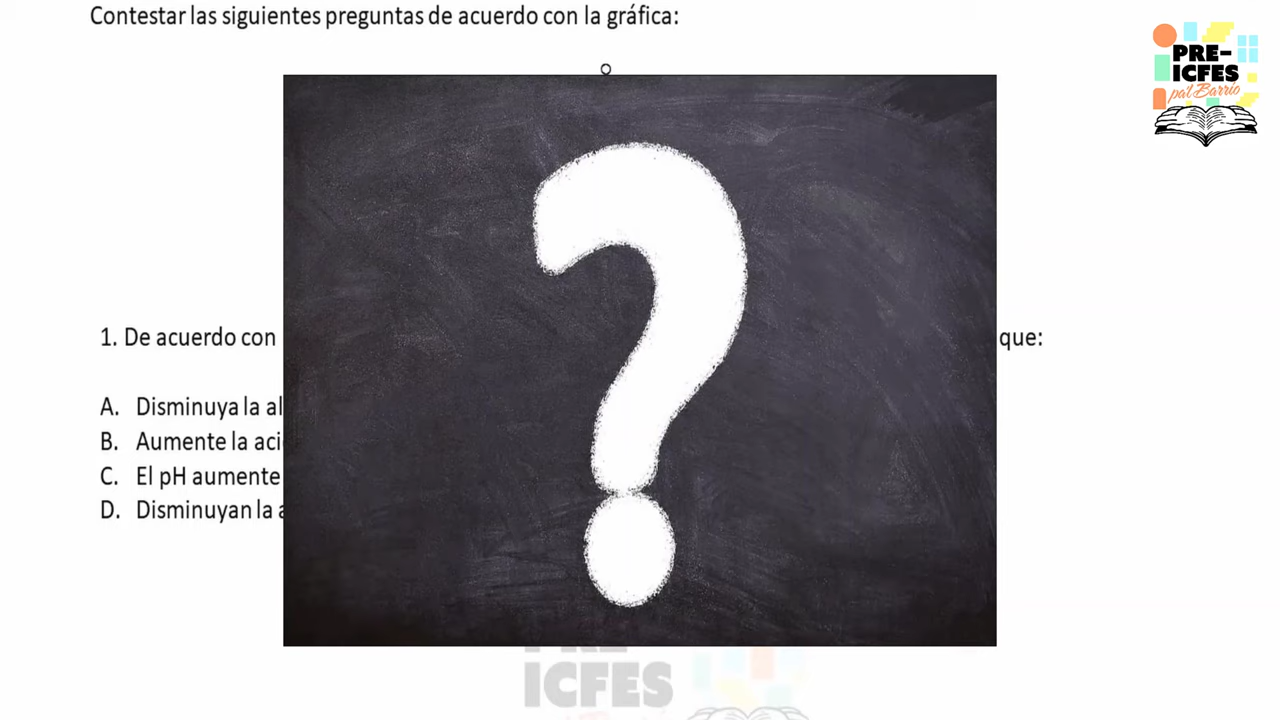 Contestar las siguientes preguntas de acuerdo con la gráfica:
PRE-
ICFES
pa'l Barrio
1. De acuerdo con
que:
A. Disminuya la al
B. Aumente la aci
C. El pH aumente
D. Disminuyan la a
ICFES